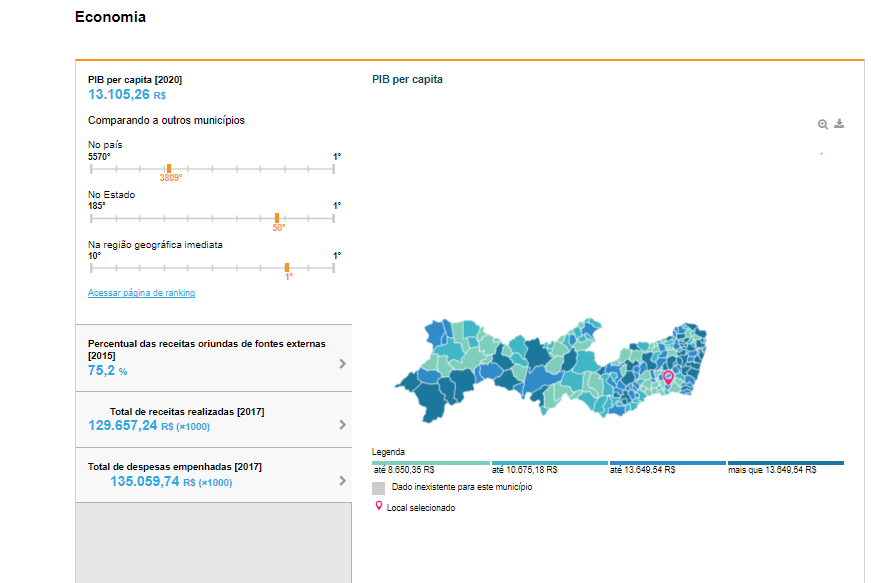 Economia
PIB per capita [2020]
13.105,26 R$
Comparando a outros municípios
No país
5570° 1°
3809°
No Estado
185° 1°
50°
Na região geográfica imediata
10° 1°
1°
Acessar página de ranking
Percentual das receitas oriundas de fontes externas
[2015]
75,2 %
Total de receitas realizadas [2017]
129.657,24 R$ (×1000)
Total de despesas empenhadas [2017]
135.059,74 R$ (×1000)
PIB per capita
Legenda
até 8.650,35 R$ até 10.675,18 R$ até 13.649,54 R$ mais que 13.649,54 R$
Dado inexistente para este município
Local selecionado